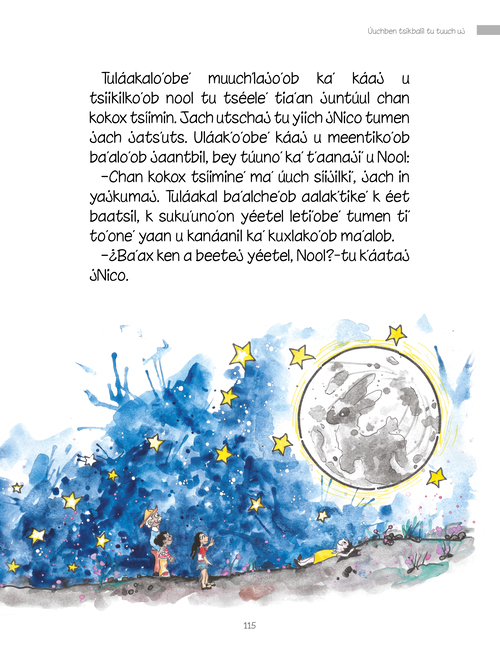 Úuchben tsikbalil tu tuuch uj
Tuláakalo'obe' muuch'lajo'ob ka' káaj u
tsiikilko'ob nool tu tséele' tia'an juntúul chan
kokox tsíimin. Jach utschaj tu yiich jNico tumen
jach jats'uts. Uláak'o'obe' káaj u meentiko'ob
ba'alo'ob jaantbil, bey túuno' ka' t'aanaji' u Nool:
–Chan kokox tsíimine' ma' úuch síijilki', jach in
yajkumaj. Tuláakal ba'alche'ob aalak'tike' k éet
baatsil, k suku'uno'on yéetel leti'obe' tumen ti'
to'one' yaan u kanáanil ka' kuxlako'ob ma'alob.
–¿Ba'ax ken a beetej yéetel, Nool?-tu k'áataj
jNico.
115